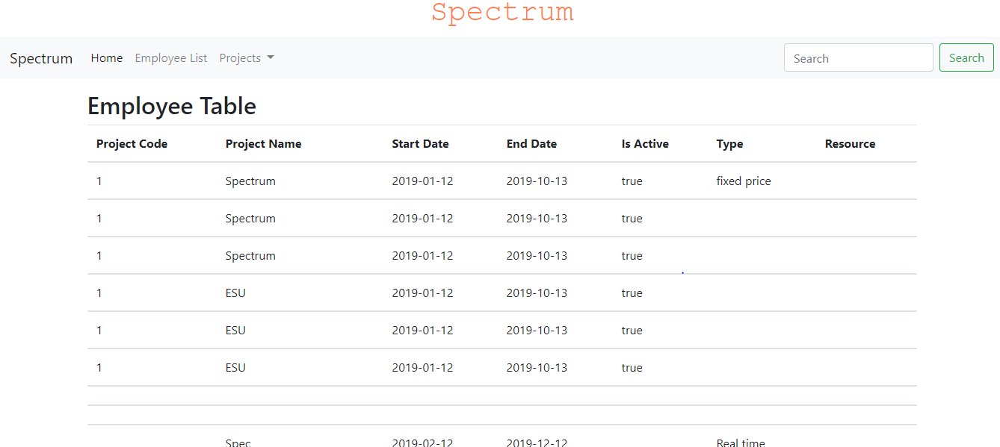 Spectrum
Spectrum Home Employee List Projects Search Search
Employee Table
Project Code Project Name Start Date End Date Is Active Type Resource
1 Spectrum 2019-01-12 2019-10-13 true fixed price
1 Spectrum 2019-01-12 2019-10-13 true
1 Spectrum 2019-01-12 2019-10-13 true
1 ESU 2019-01-12 2019-10-13 true
1 ESU 2019-01-12 2019-10-13 true
1 ESU 2019-01-12 2019-10-13 true
Spec 2019-02-12 2019-12-12 Real time